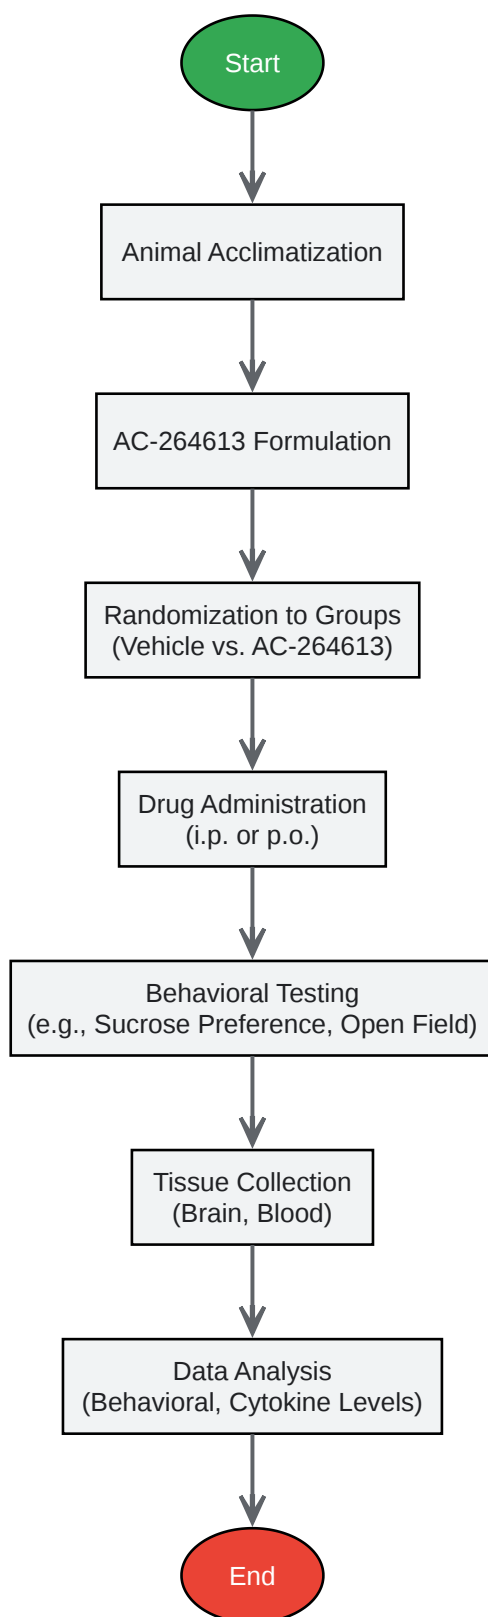 Start
Animal Acclimatization
AC-264613 Formulation
Randomization to Groups
(Vehicle vs. AC-264613)
Drug Administration
(i.p. or p.o.)
Behavioral Testing
(e.g., Sucrose Preference, Open Field)
Tissue Collection
(Brain, Blood)
Data Analysis
(Behavioral, Cytokine Levels)
End